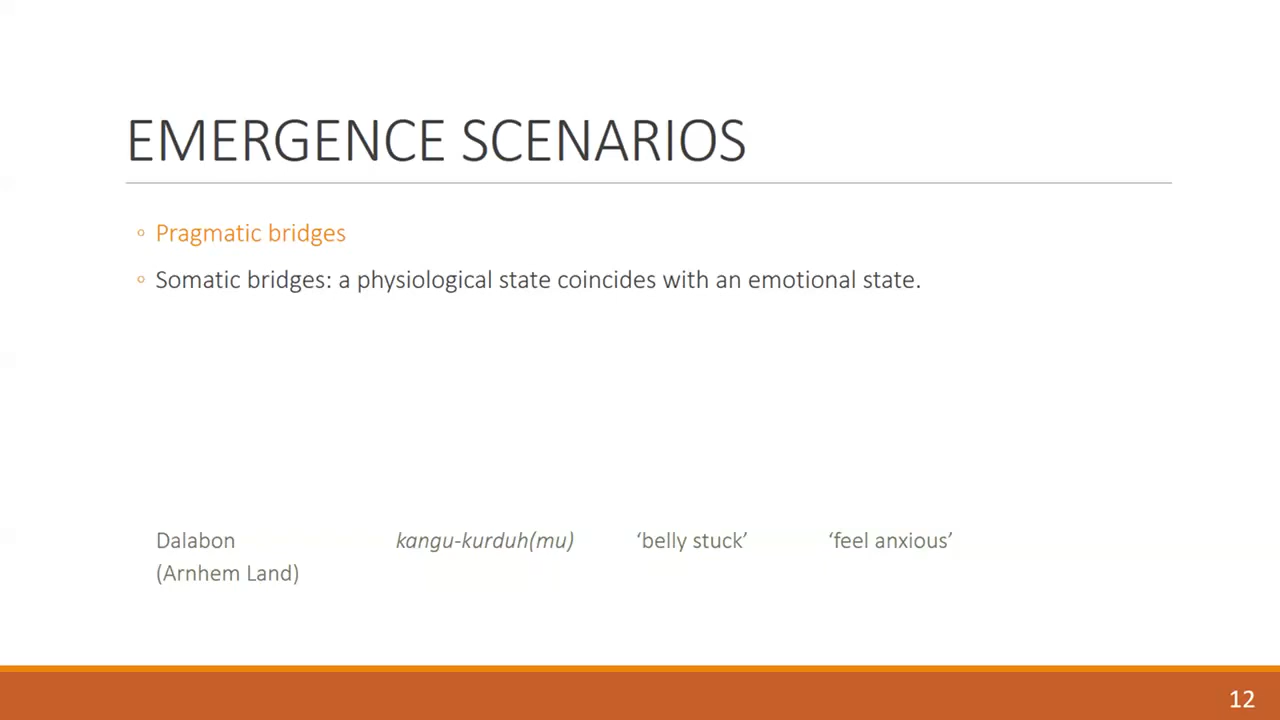 EMERGENCE SCENARIOS
◦ Pragmatic bridges
◦ Somatic bridges: a physiological state coincides with an emotional state.
Dalabon kangu-kurduh(mu) ‘belly stuck’ ‘feel anxious’
(Arnhem Land)
12